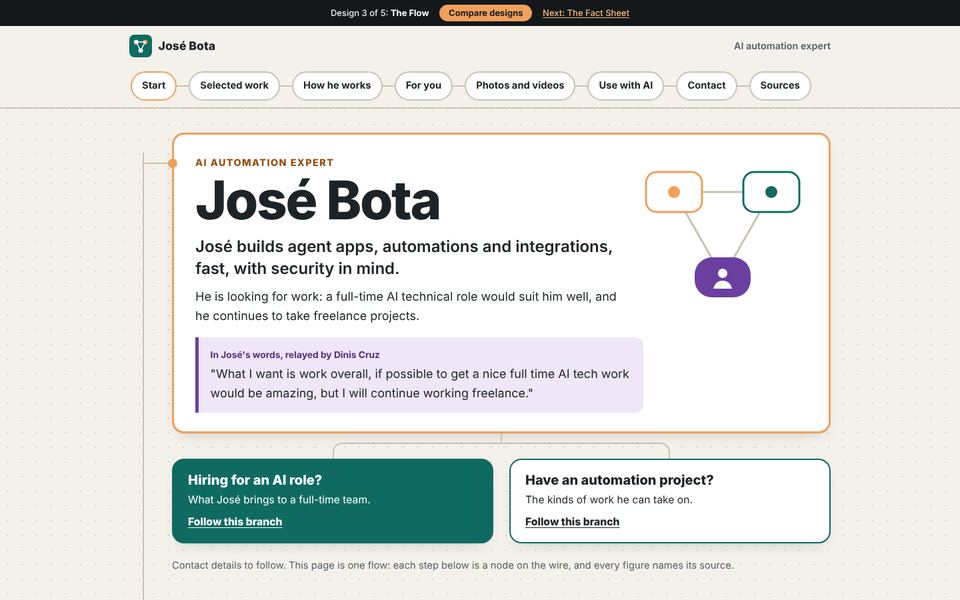 Design 3 of 5: The Flow
Compare designs
Next: The Fact Sheet
José Bota
AI automation expert
Start
Selected work
How he works
For you
Photos and videos
Use with AI
Contact
Sources
AI AUTOMATION EXPERT
José Bota
José builds agent apps, automations and integrations,
fast, with security in mind.
He is looking for work: a full-time AI technical role would suit him well, and
he continues to take freelance projects.
In José's words, relayed by Dinis Cruz
"What I want is work overall, if possible to get a nice full time AI tech work
would be amazing, but I will continue working freelance."
Hiring for an AI role?
What José brings to a full-time team.
Follow this branch
Have an automation project?
The kinds of work he can take on.
Follow this branch
Contact details to follow. This page is one flow: each step below is a node on the wire, and every figure names its source.